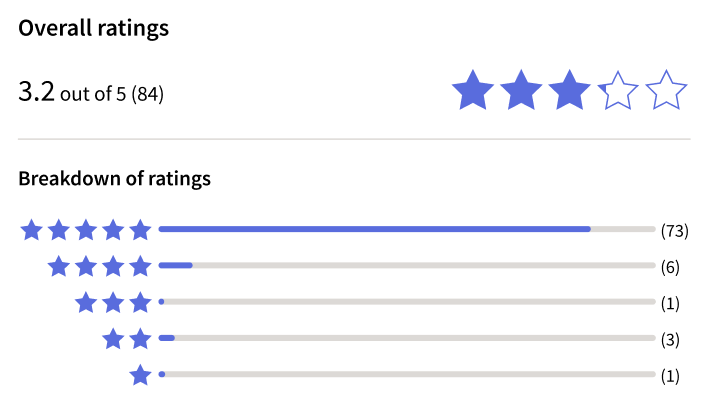 Overall ratings
3.2 out of 5 (84)
Breakdown of ratings
(73)
(6)
(1)
(3)
(1)